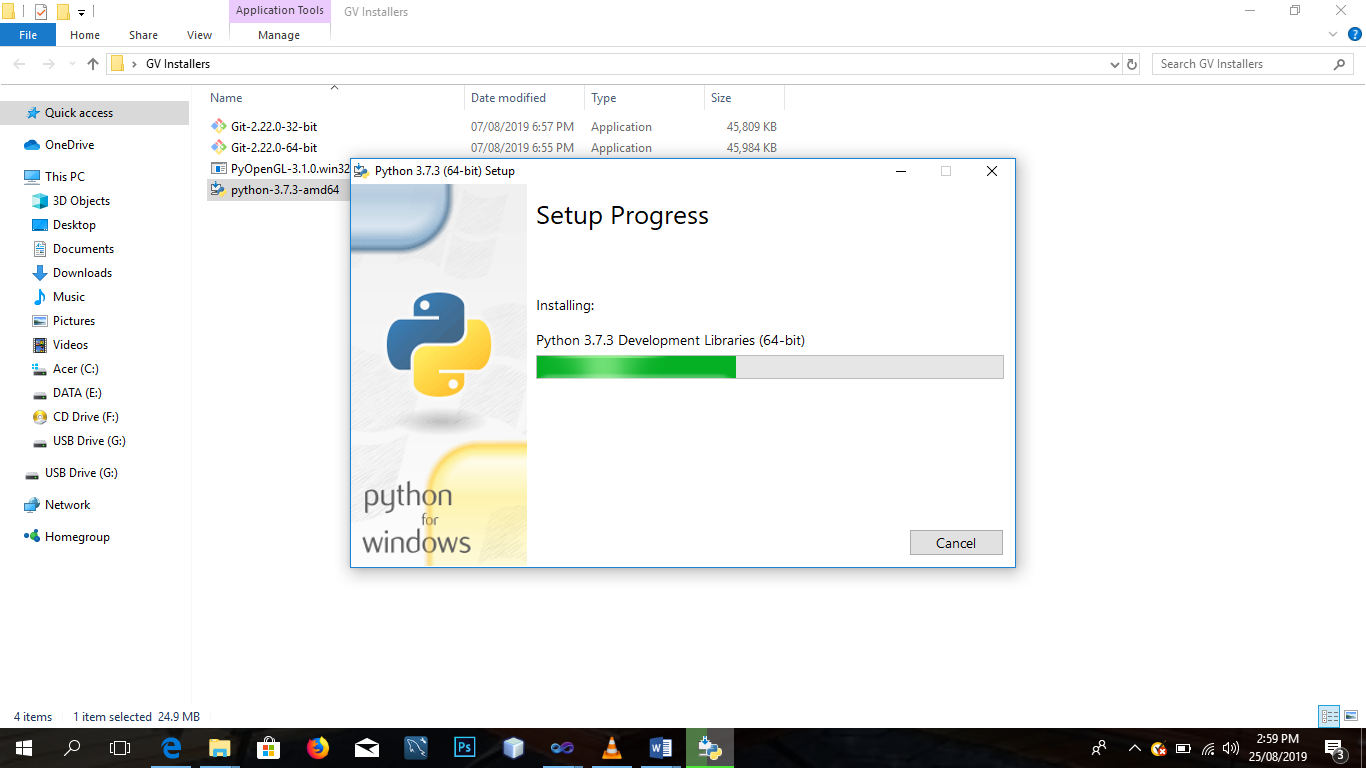 Application Tools
GV Installers
File
Home
Share
View
Manage
GV Installers
Search GV Installers
Name
Date modified
Type
Size
Git-2.22.0-32-bit
07/08/2019 6:57 PM
Application
45,809 KB
Git-2.22.0-64-bit
07/08/2019 6:55 PM
Application
45,984 KB
PyOpenGL-3.1.0.win32
python-3.7.3-amd64
Quick access
OneDrive
This PC
3D Objects
Desktop
Documents
Downloads
Music
Pictures
Videos
Acer (C:)
DATA (E:)
CD Drive (F:)
USB Drive (G:)
USB Drive (G:)
Network
Homegroup
Python 3.7.3 (64-bit) Setup
Setup Progress
Installing:
Python 3.7.3 Development Libraries (64-bit)
python
for
windows
Cancel
4 items
1 item selected 24.9 MB
Ps
2:59 PM
25/08/2019
3